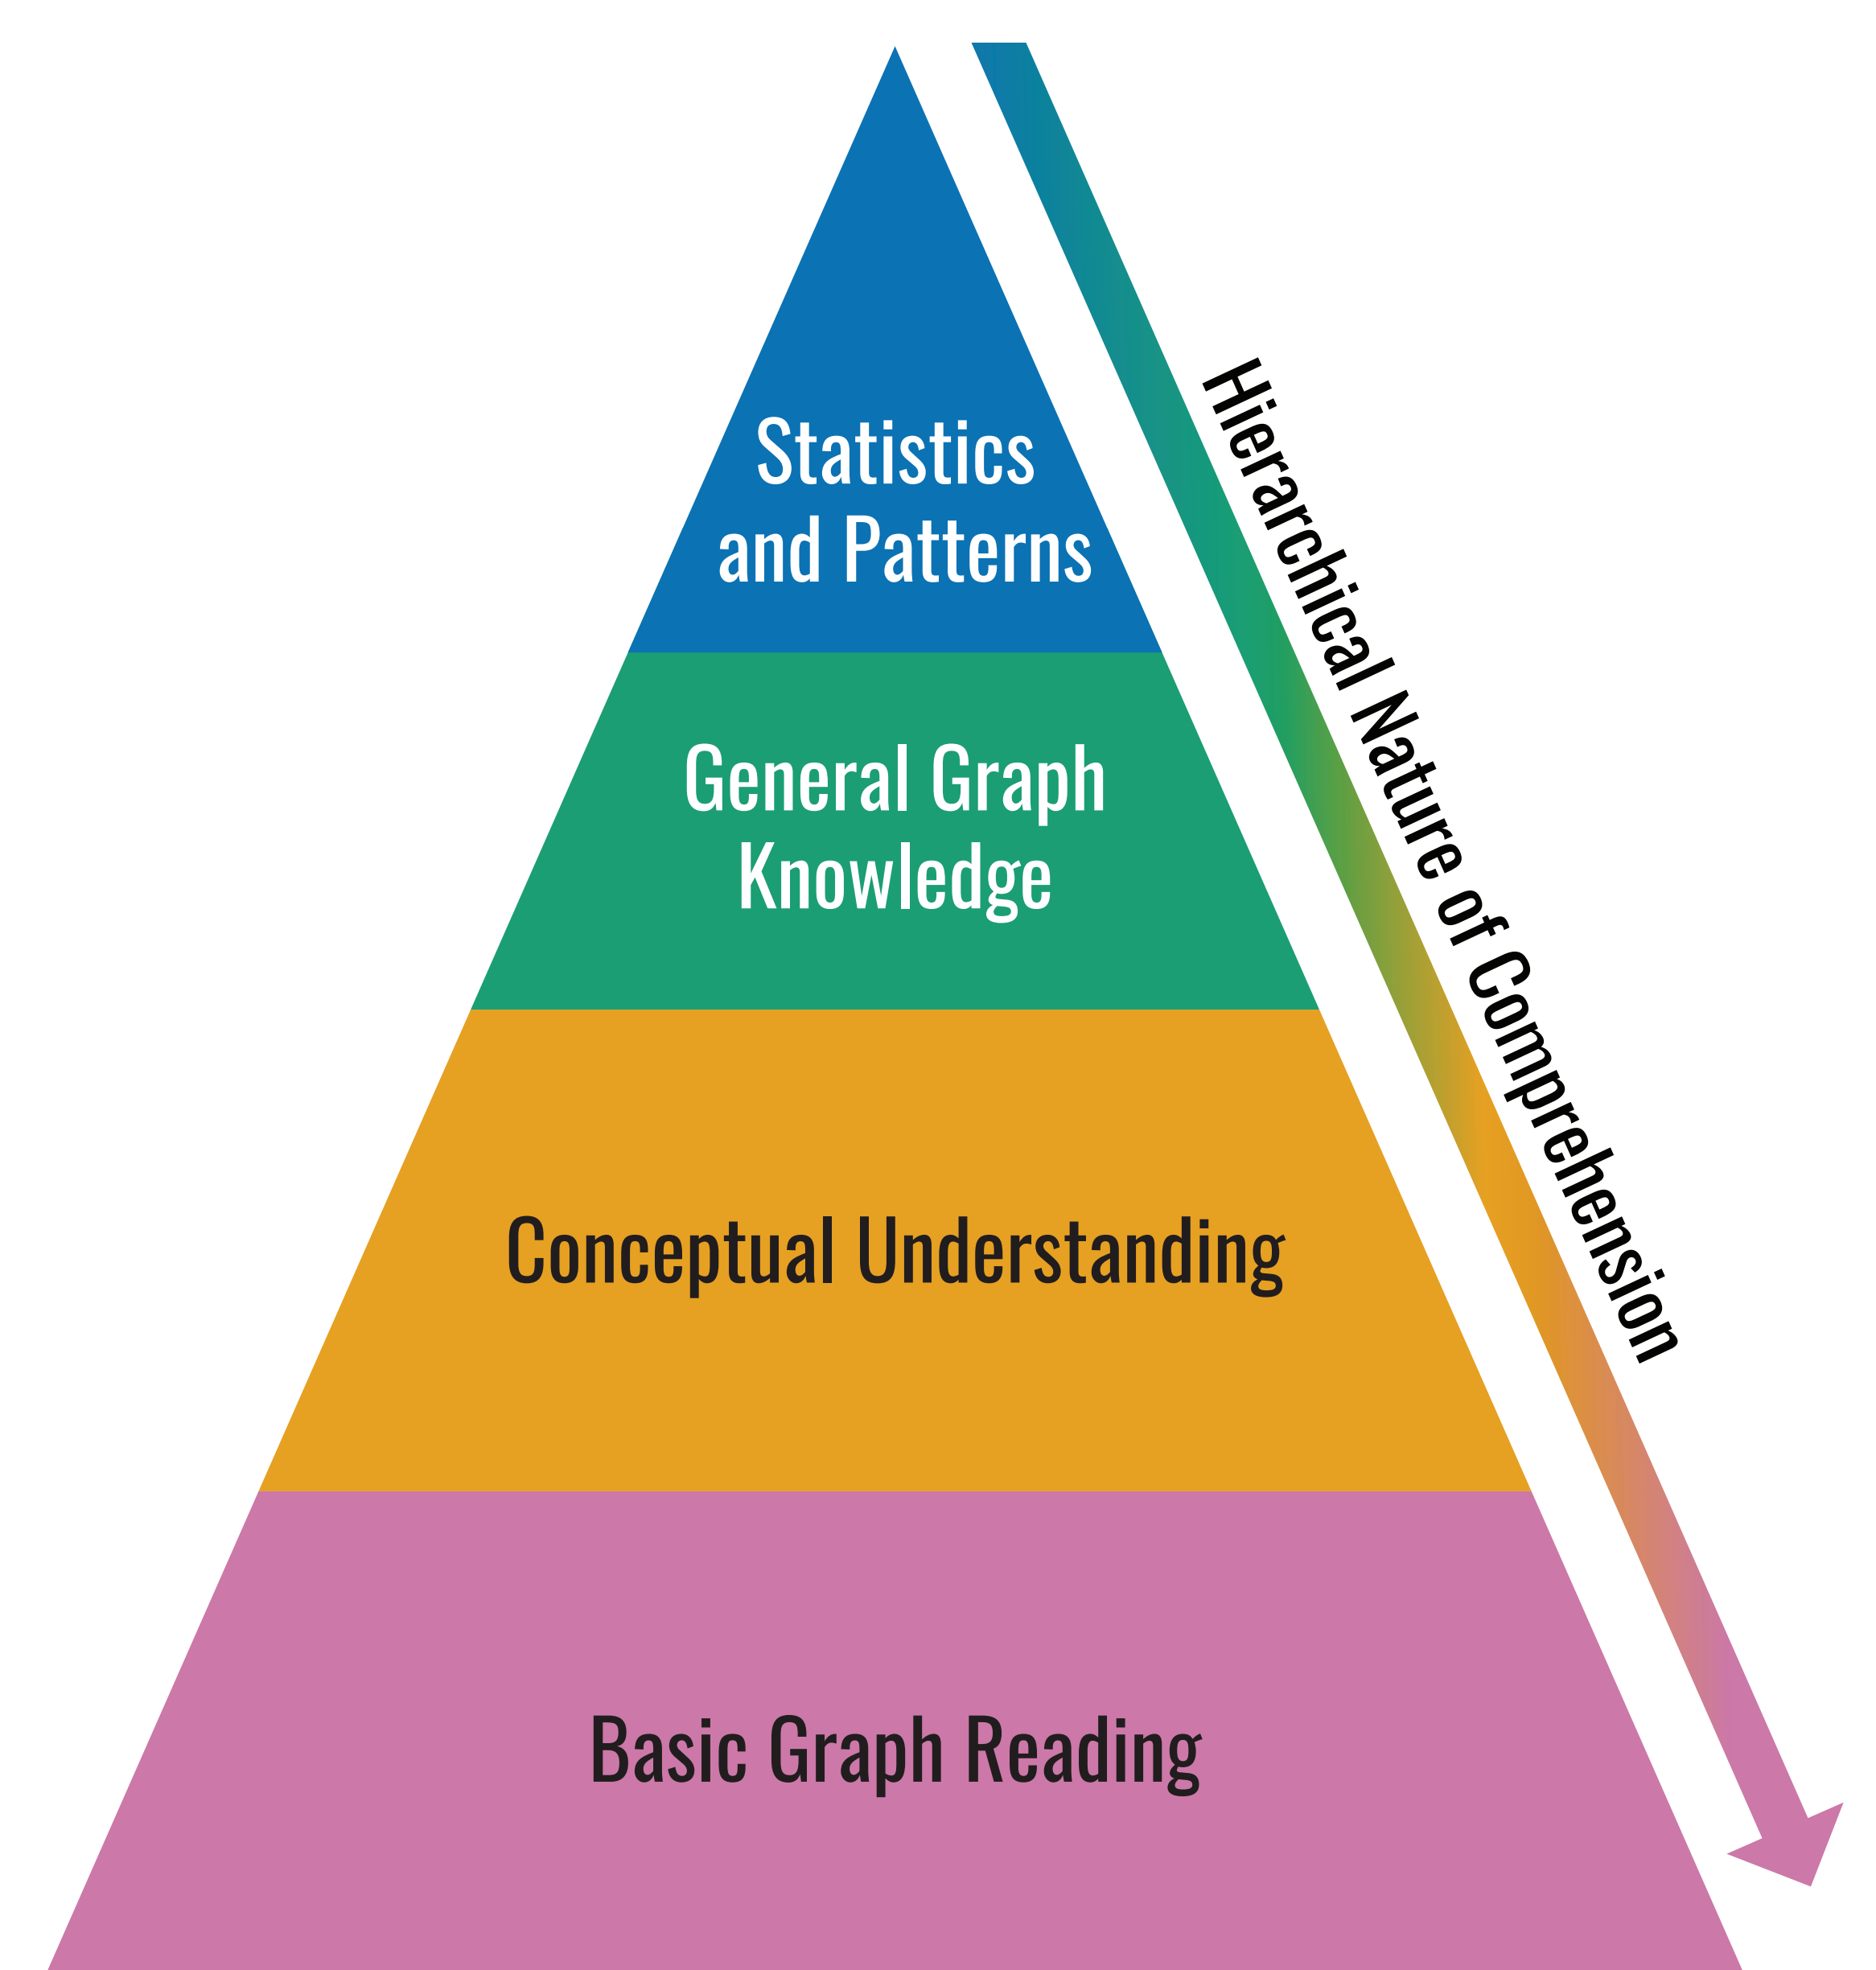 Statistics
and Patterns
General Graph
Knowledge
Conceptual Understanding
Basic Graph Reading
Hierarchical Nature of Comprehension